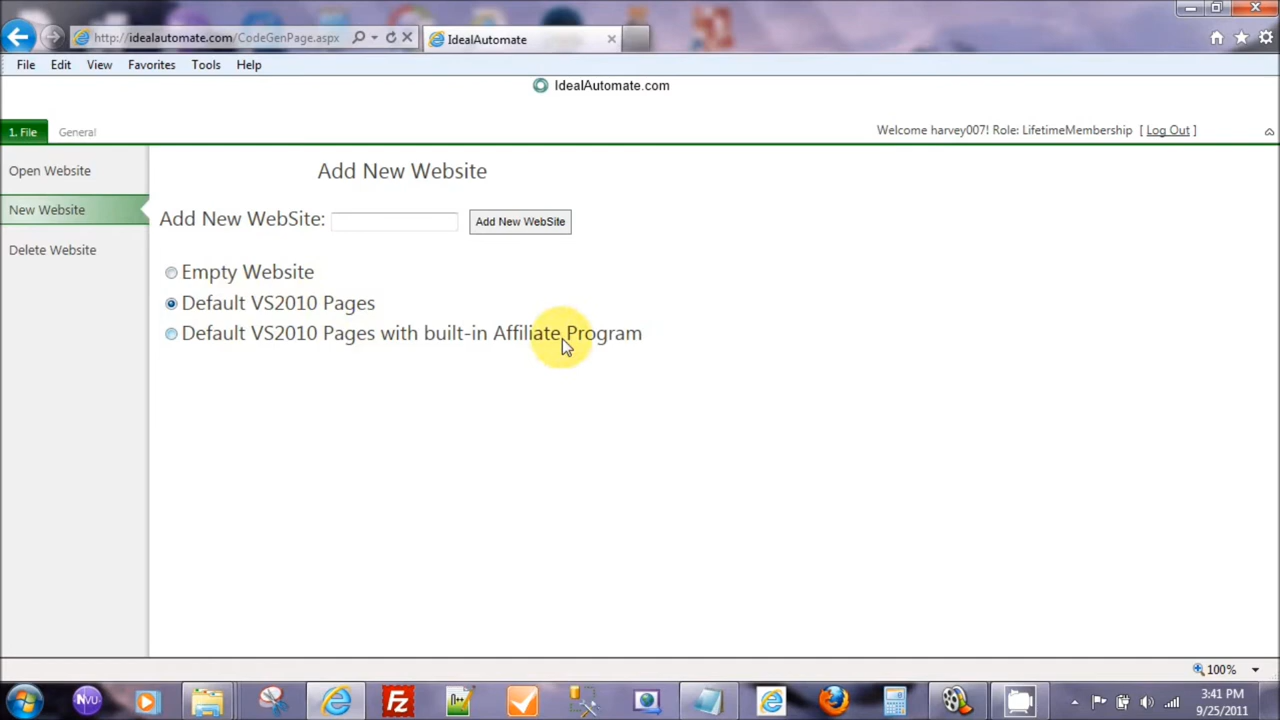 http://idealautomate.com/CodeGenPage.aspx
IdealAutomate
File Edit View Favorites Tools Help
IdealAutomate.com
1. File General
Welcome harvey007! Role: LifetimeMembership [ Log Out ]
Open Website
New Website
Delete Website
Add New Website
Add New WebSite: Add New WebSite
Empty Website
Default VS2010 Pages
Default VS2010 Pages with built-in Affiliate Program
100%
NVU
FZ
3:41 PM
9/25/2011